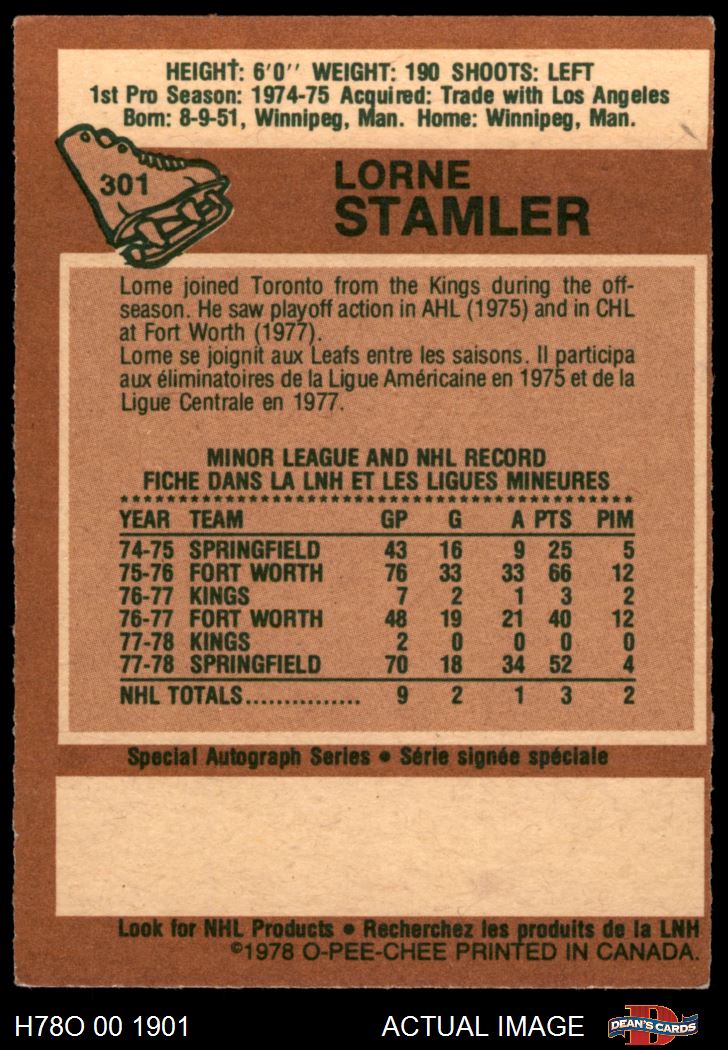 HEIGHT: 6'0'' WEIGHT: 190 SHOOTS: LEFT
1st Pro Season: 1974-75 Acquired: Trade with Los Angeles
Born: 8-9-51, Winnipeg, Man. Home: Winnipeg, Man.
301
LORNE
STAMLER
Lorne joined Toronto from the Kings during the off-
season. He saw playoff action in AHL (1975) and in CHL
at Fort Worth (1977).
Lorne se joignit aux Leafs entre les saisons. Il participa
aux éliminatoires de la Ligue Américaine en 1975 et de la
Ligue Centrale en 1977.
MINOR LEAGUE AND NHL RECORD
FICHE DANS LA LNH ET LES LIGUES MINEURES
YEAR TEAM GP G A PTS PIM
74-75 SPRINGFIELD 43 16 9 25 5
75-76 FORT WORTH 76 33 33 66 12
76-77 KINGS 7 2 1 3 2
76-77 FORT WORTH 48 19 21 40 12
77-78 KINGS 2 0 0 0 0
77-78 SPRINGFIELD 70 18 34 52 4
NHL TOTALS............... 9 2 1 3 2
Special Autograph Series • Série signée spéciale
Look for NHL Products • Recherchez les produits de la LNH
©1978 O-PEE-CHEE PRINTED IN CANADA.
H78O 00 1901 ACTUAL IMAGE D DEAN'S CARDS